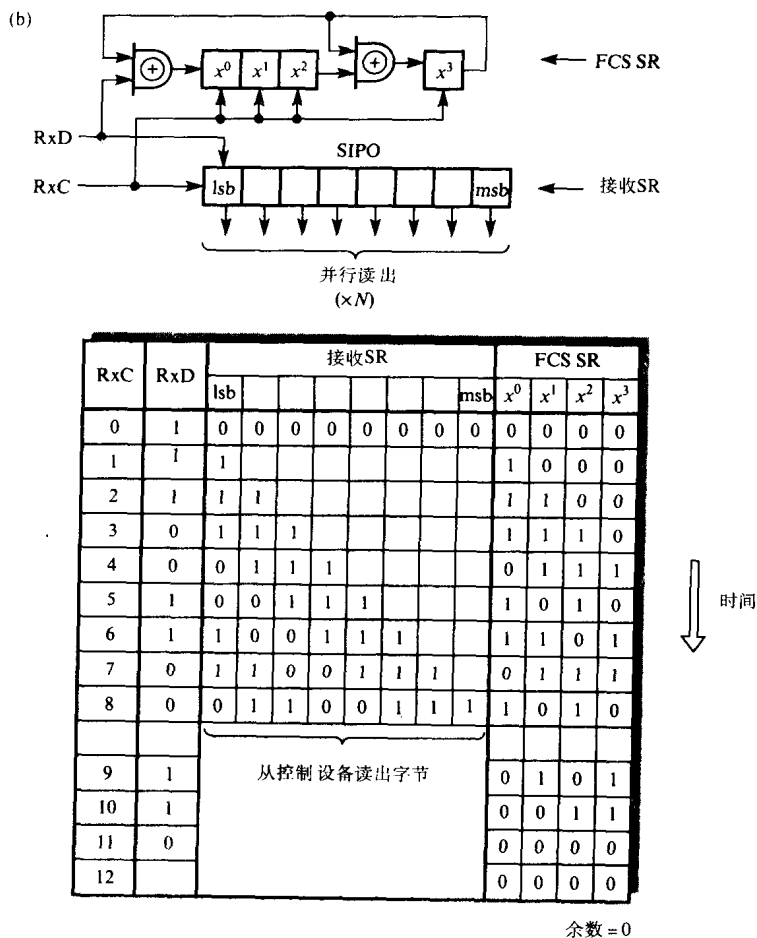 (b)
x⁰ x¹ x² x³ FCS SR
RxD
SIPO
RxC lsb msb 接收SR
并行读出
(×N)
RxC RxD 接收SR FCS SR
lsb msb x⁰ x¹ x² x³
0 1 0 0 0 0 0 0 0 0 0 0 0 0
1 1 1 1 0 0 0
2 1 1 1 1 1 0 0
3 0 1 1 1 1 1 1 0
4 0 0 1 1 1 0 1 1 1
5 1 0 0 1 1 1 1 0 1 0
时间
6 1 1 0 0 1 1 1 1 1 0 1
7 0 1 1 0 0 1 1 1 0 1 1 1
8 0 0 1 1 0 0 1 1 1 1 0 1 0
9 1 从控制设备读出字节 0 1 0 1
10 1 0 0 1 1
11 0 0 0 0 0
12 0 0 0 0
余数=0